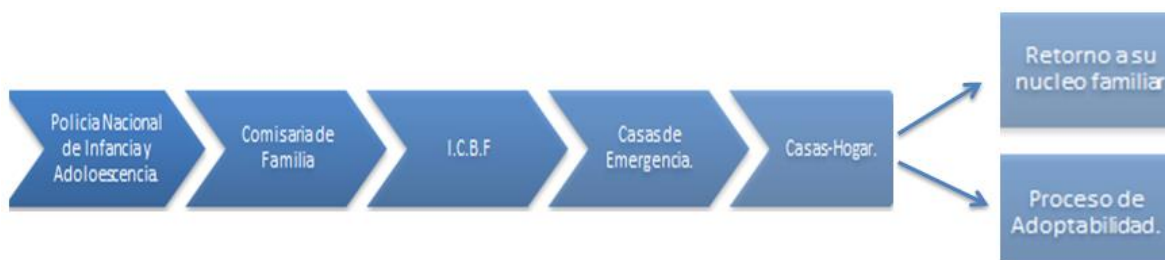 Policia Nacional
de Infancia y
Adoloescencia.
Comisaria de
Familia
I.C.B.F
Casas de
Emergencia.
Casas-Hogar.
Retorno a su
nucleo familiar
Proceso de
Adoptabilidad.